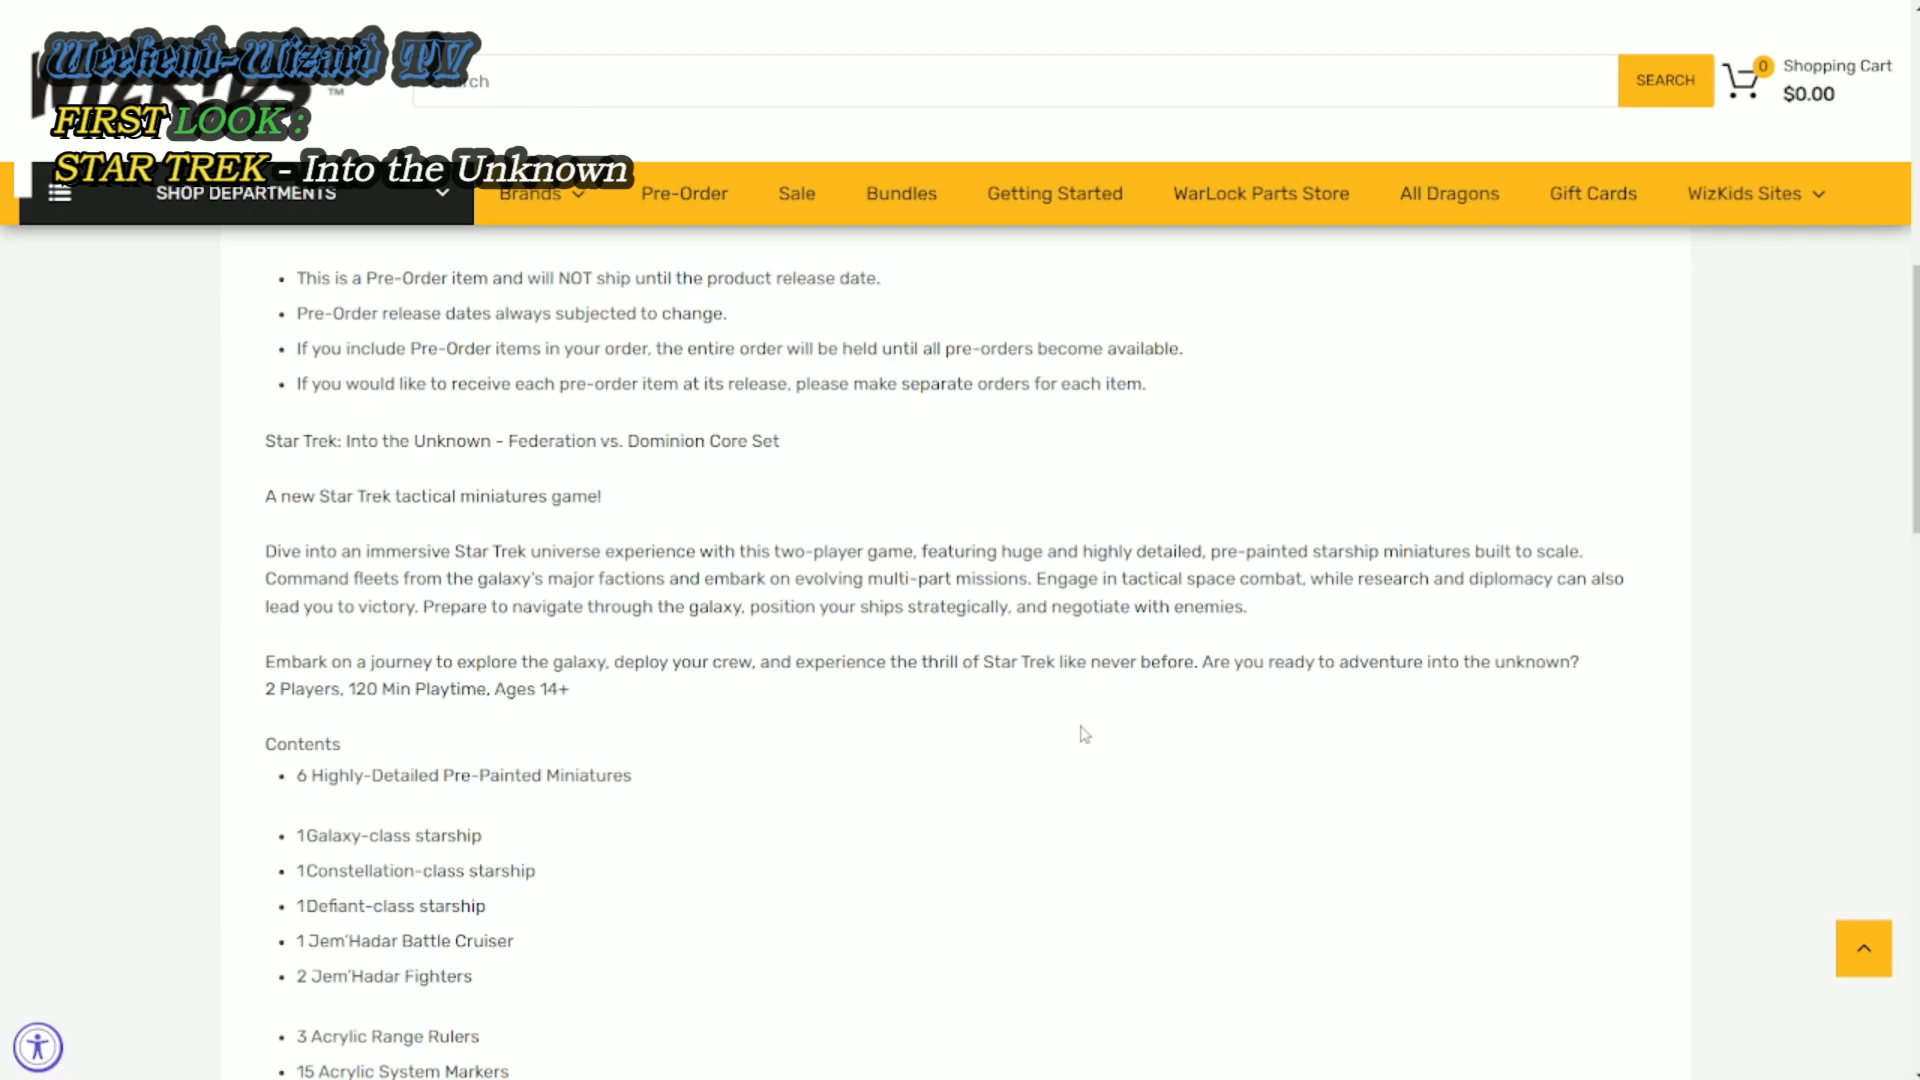 Weekend-Wizard TV
WIZKIDS ™
FIRST LOOK :
STAR TREK - Into the Unknown
SEARCH
0
Shopping Cart
$0.00
SHOP DEPARTMENTS
Brands
Pre-Order
Sale
Bundles
Getting Started
WarLock Parts Store
All Dragons
Gift Cards
WizKids Sites
• This is a Pre-Order item and will NOT ship until the product release date.
• Pre-Order release dates always subjected to change.
• If you include Pre-Order items in your order, the entire order will be held until all pre-orders become available.
• If you would like to receive each pre-order item at its release, please make separate orders for each item.
Star Trek: Into the Unknown - Federation vs. Dominion Core Set
A new Star Trek tactical miniatures game!
Dive into an immersive Star Trek universe experience with this two-player game, featuring huge and highly detailed, pre-painted starship miniatures built to scale.
Command fleets from the galaxy's major factions and embark on evolving multi-part missions. Engage in tactical space combat, while research and diplomacy can also
lead you to victory. Prepare to navigate through the galaxy, position your ships strategically, and negotiate with enemies.
Embark on a journey to explore the galaxy, deploy your crew, and experience the thrill of Star Trek like never before. Are you ready to adventure into the unknown?
2 Players, 120 Min Playtime, Ages 14+
Contents
• 6 Highly-Detailed Pre-Painted Miniatures
• 1 Galaxy-class starship
• 1 Constellation-class starship
• 1 Defiant-class starship
• 1 Jem'Hadar Battle Cruiser
• 2 Jem'Hadar Fighters
• 3 Acrylic Range Rulers
• 15 Acrylic System Markers